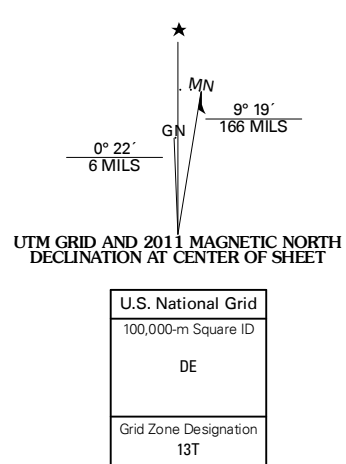 ★
MN
GN
9° 19´
166 MILS
0° 22´
6 MILS
UTM GRID AND 2011 MAGNETIC NORTH
DECLINATION AT CENTER OF SHEET
U.S. National Grid
100,000-m Square ID
DE
Grid Zone Designation
13T